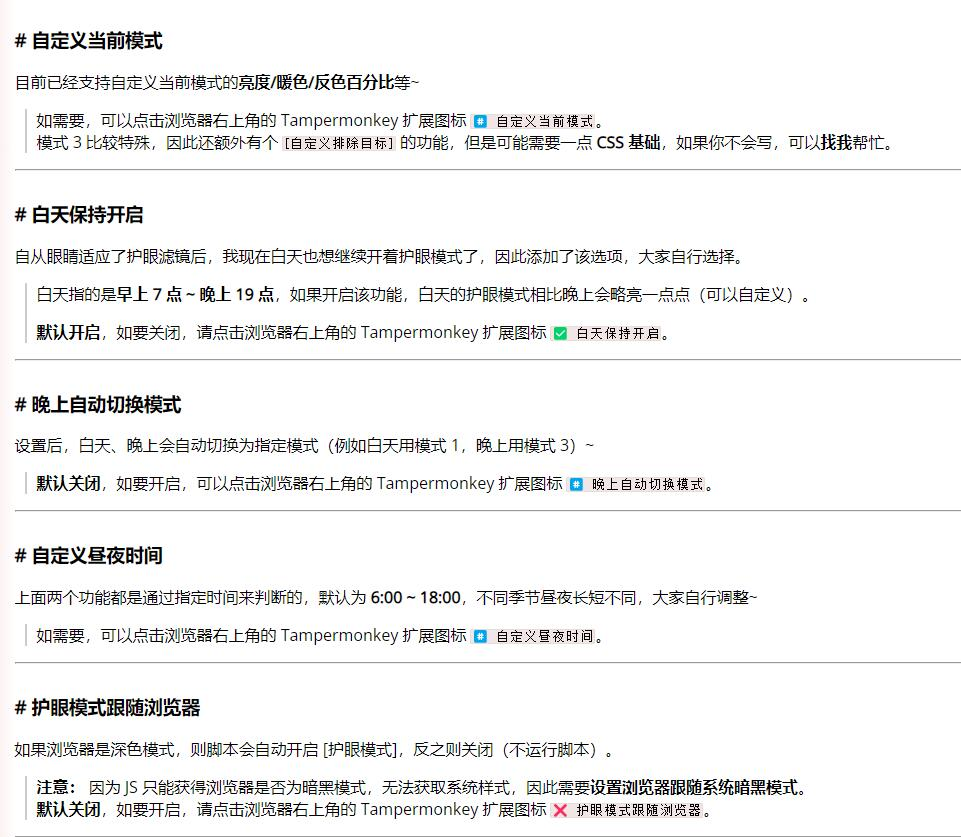 # 自定义当前模式
目前已经支持自定义当前模式的亮度/暖色/反色百分比等~
如需要，可以点击浏览器右上角的 Tampermonkey 扩展图标 #️⃣ 自定义当前模式。
模式 3 比较特殊，因此还额外有个 [自定义排除目标] 的功能，但是可能需要一点 CSS 基础，如果你不会写，可以找我帮忙。
# 白天保持开启
自从眼睛适应了护眼滤镜后，我现在白天也想继续开着护眼模式了，因此添加了该选项，大家自行选择。
白天指的是早上 7 点 ~ 晚上 19 点，如果开启该功能，白天的护眼模式相比晚上会略亮一点点（可以自定义）。
默认开启，如要关闭，请点击浏览器右上角的 Tampermonkey 扩展图标 ✅ 白天保持开启。
# 晚上自动切换模式
设置后，白天、晚上会自动切换为指定模式（例如白天用模式 1，晚上用模式 3）~
默认关闭，如要开启，可以点击浏览器右上角的 Tampermonkey 扩展图标 #️⃣ 晚上自动切换模式。
# 自定义昼夜时间
上面两个功能都是通过指定时间来判断的，默认为 6:00 ~ 18:00，不同季节昼夜长短不同，大家自行调整~
如需要，可以点击浏览器右上角的 Tampermonkey 扩展图标 #️⃣ 自定义昼夜时间。
# 护眼模式跟随浏览器
如果浏览器是深色模式，则脚本会自动开启 [护眼模式]，反之则关闭（不运行脚本）。
注意： 因为 JS 只能获得浏览器是否为暗黑模式，无法获取系统样式，因此需要设置浏览器跟随系统暗黑模式。
默认关闭，如要开启，请点击浏览器右上角的 Tampermonkey 扩展图标 ❌ 护眼模式跟随浏览器。